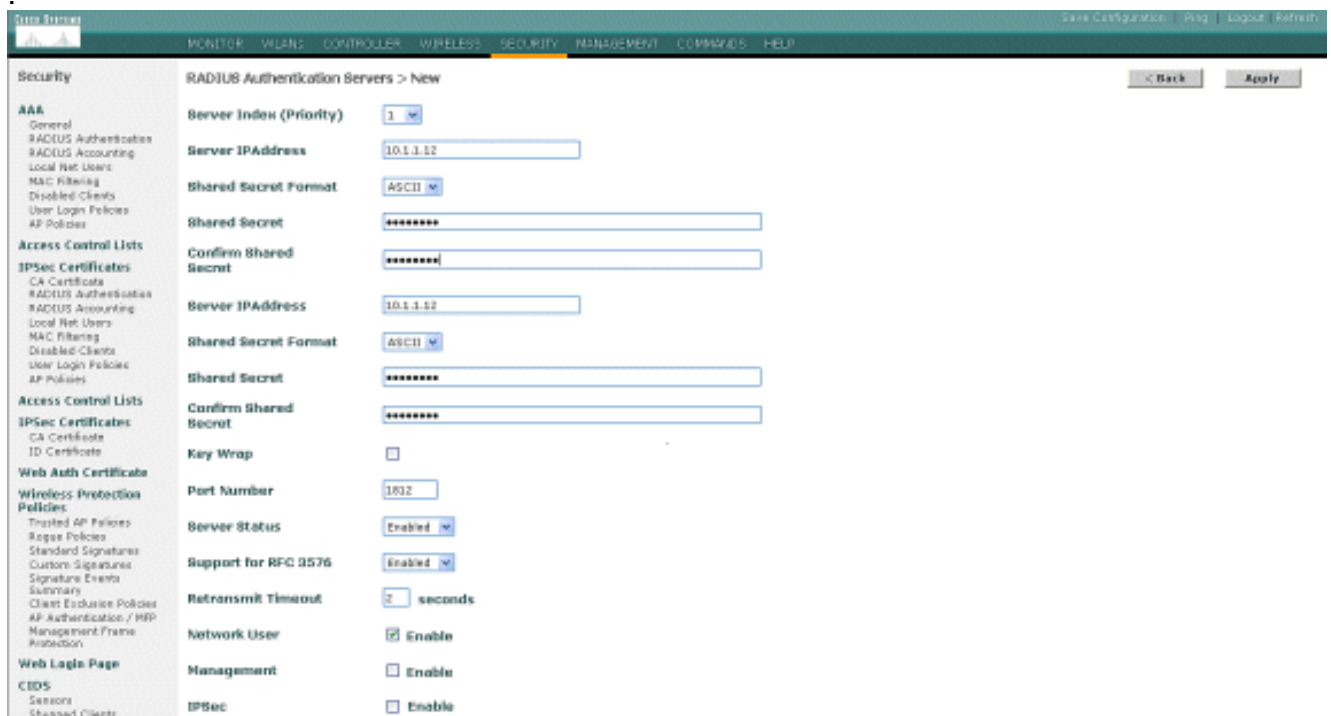 .
Cisco Systems
Save Configuration | Ping | Logout | Refresh
MONITOR WLANs CONTROLLER WIRELESS SECURITY MANAGEMENT COMMANDS HELP
Security
AAA
General
RADIUS Authentication
RADIUS Accounting
Local Net Users
MAC Filtering
Disabled Clients
User Login Policies
AP Policies
Access Control Lists
IPSec Certificates
CA Certificate
RADIUS Authentication
RADIUS Accounting
Local Net Users
MAC Filtering
Disabled Clients
User Login Policies
AP Policies
Access Control Lists
IPSec Certificates
CA Certificate
ID Certificate
Web Auth Certificate
Wireless Protection
Policies
Trusted AP Policies
Rogue Policies
Standard Signatures
Custom Signatures
Signature Events
Summary
Client Exclusion Policies
AP Authentication / MFP
Management Frame
Protection
Web Login Page
CIDS
Sensors
Shunned Clients
RADIUS Authentication Servers > New
< Back Apply
Server Index (Priority) 1
Server IPAddress 10.1.1.12
Shared Secret Format ASCII
Shared Secret ••••••••
Confirm Shared
Secret ••••••••
Server IPAddress 10.1.1.12
Shared Secret Format ASCII
Shared Secret ••••••••
Confirm Shared
Secret ••••••••
Key Wrap
Port Number 1812
Server Status Enabled
Support for RFC 3576 Enabled
Retransmit Timeout 2 seconds
Network User Enable
Management Enable
IPSec Enable